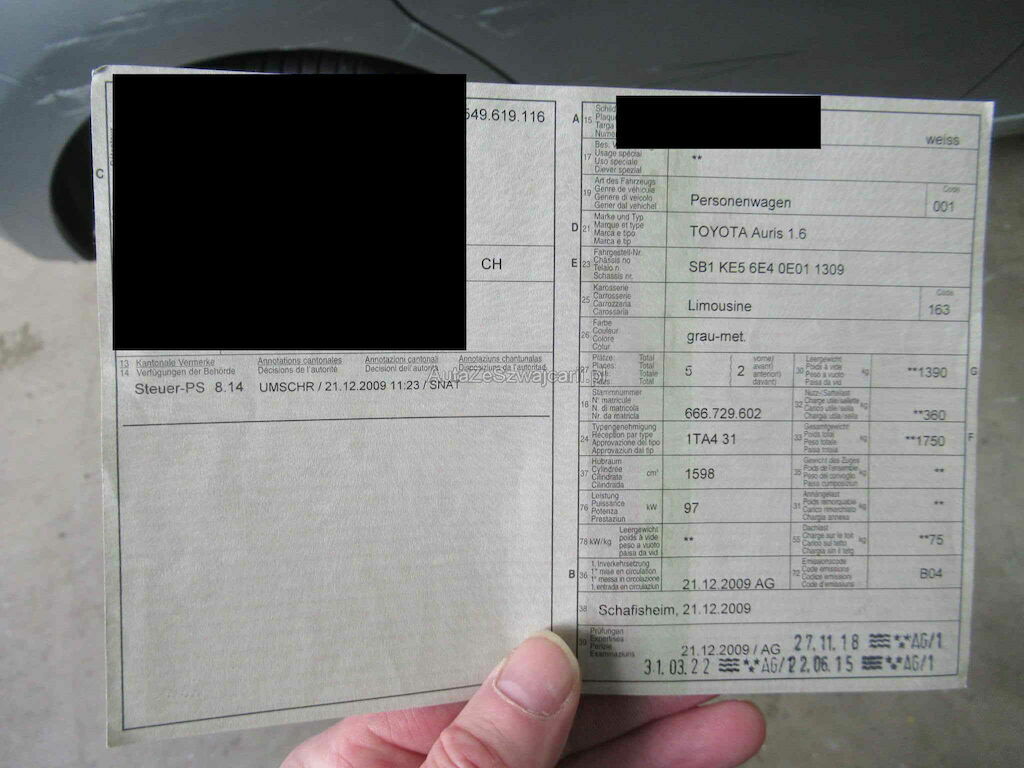 549.619.116
C
CH
13 Kantonale Vermerke
14 Verfügungen der Behörde
Annotations cantonales
Décisions de l'autorité
Annotazioni cantonali
Decisioni dell'autorità
Annotaziuns chantunalas
Disposiziuns da l'autoritad
AutazeSzwajcarii.pl
Steuer-PS 8.14 UMSCHR / 21.12.2009 11:23 / SNAT
A 15
weiss
17
Usage spécial
Uso speciale
Diever spezial
**
19 Art des Fahrzeugs
Genre de véhicule
Genere di veicolo
Gener dal vehichel
Personenwagen
Code
001
D 21 Marke und Typ
Marque et type
Marca e tipo
Marca e tip
TOYOTA Auris 1.6
E 23 Fahrgestell-Nr.
Châssis no
Telaio n.
Schassis nr.
SB1 KE5 6E4 0E01 1309
25 Karosserie
Carrosserie
Carrozzeria
Carossaria
Limousine
Code
163
26 Farbe
Couleur
Colore
Colur
grau-met.
27 Plätze: Total
Places: Total
5
2
vorne)
avant)
anteriori)
davant)
30 Leergewicht
Poids à vide
Peso a vuoto
Paisa da vid
kg
**1390
G
18 Stammnummer
N° matricule
N. di matricola
Nr. da matricla
666.729.602
32 Nutz-/Sattellast
Charge utile/sellette
Carico utile/sella
Chargia utila/sella
kg
**360
24 Typengenehmigung
Réception par type
Approvazione del tipo
Approvaziun dal tip
1TA4 31
33 Gesamtgewicht
Poids total
Peso totale
Paisa totala
kg
**1750
F
37 Hubraum
Cylindrée
Cilindrata
Cilindrada
cm³
1598
35 Gewicht des Zuges
Poids de l'ensemble
Peso del convoglio
Paisa cumposiziun
kg
**
76 Leistung
Puissance
Potenza
Prestaziun
kW
97
31 Anhängelast
Poids remorquable
Carico rimorchiato
Chargia annexa
kg
**
78 kW/kg
Leergewicht
poids à vide
peso a vuoto
paisa da vid
**
55 Dachlast
Charge sur le toit
Carico sul tetto
Chargia sin il tetg
kg
**75
B 36 1. Inverkehrsetzung
1re mise en circulation
1a messa in circolazione
1. entrada en circulaziun
21.12.2009 AG
72 Emissionscode
Code émissions
Codice emissioni
Code d'emissiuns
B04
38 Schafisheim, 21.12.2009
39 Prüfungen
Expertises
Perizie
Examinaziuns
21.12.2009 / AG 27.11.18 AG/1
31.03.22 AG/ 22.06.15 AG/1